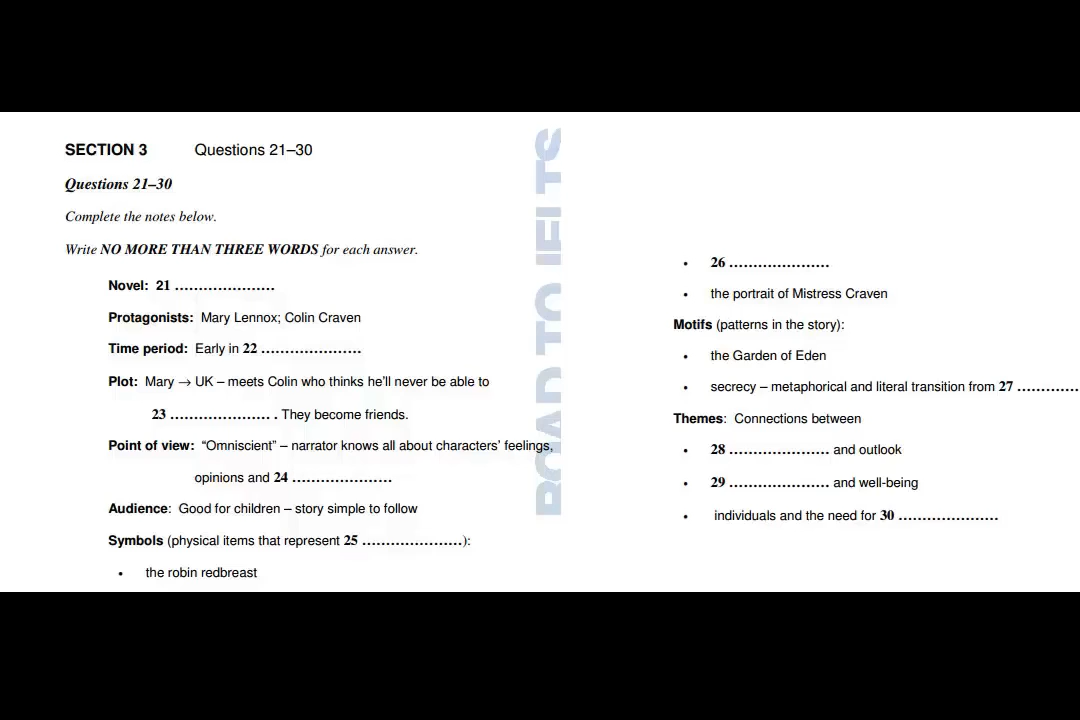 SECTION 3 Questions 21–30
Questions 21–30
Complete the notes below.
Write NO MORE THAN THREE WORDS for each answer.
Novel: 21 .....................
Protagonists: Mary Lennox; Colin Craven
Time period: Early in 22 .....................
Plot: Mary → UK – meets Colin who thinks he'll never be able to
23 ..................... . They become friends.
Point of view: “Omniscient” – narrator knows all about characters' feelings,
opinions and 24 .....................
Audience: Good for children – story simple to follow
Symbols (physical items that represent 25 .....................):
• the robin redbreast
ROAD TO IELTS
• 26 .....................
• the portrait of Mistress Craven
Motifs (patterns in the story):
• the Garden of Eden
• secrecy – metaphorical and literal transition from 27 .............
Themes: Connections between
• 28 ..................... and outlook
• 29 ..................... and well-being
• individuals and the need for 30 .....................